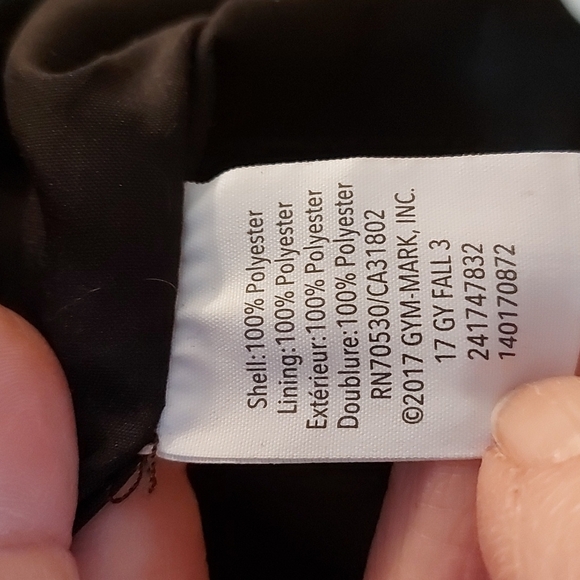 Shell:100% Polyester
Lining:100% Polyester
Extérieur:100% Polyester
Doublure:100% Polyester
RN70530/CA31802
©2017 GYM-MARK, INC.
17 GY FALL 3
241747832
140170872